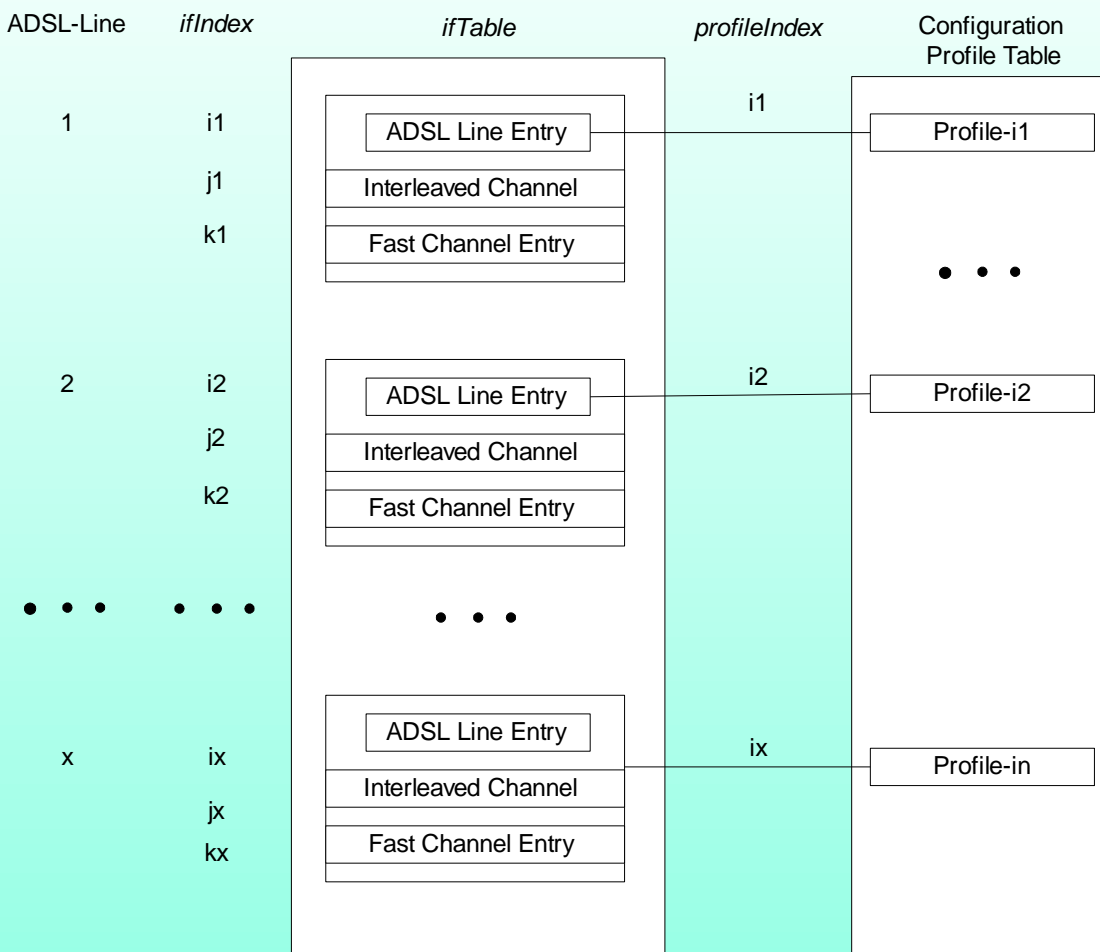 ADSL-Line
ifIndex
ifTable
profileIndex
Configuration
Profile Table
1
i1
ADSL Line Entry
i1
Profile-i1
j1
Interleaved Channel
k1
Fast Channel Entry
• • •
2
i2
ADSL Line Entry
i2
Profile-i2
j2
Interleaved Channel
k2
Fast Channel Entry
• • •
• • •
• • •
x
ix
ADSL Line Entry
ix
Profile-in
Interleaved Channel
jx
Fast Channel Entry
kx